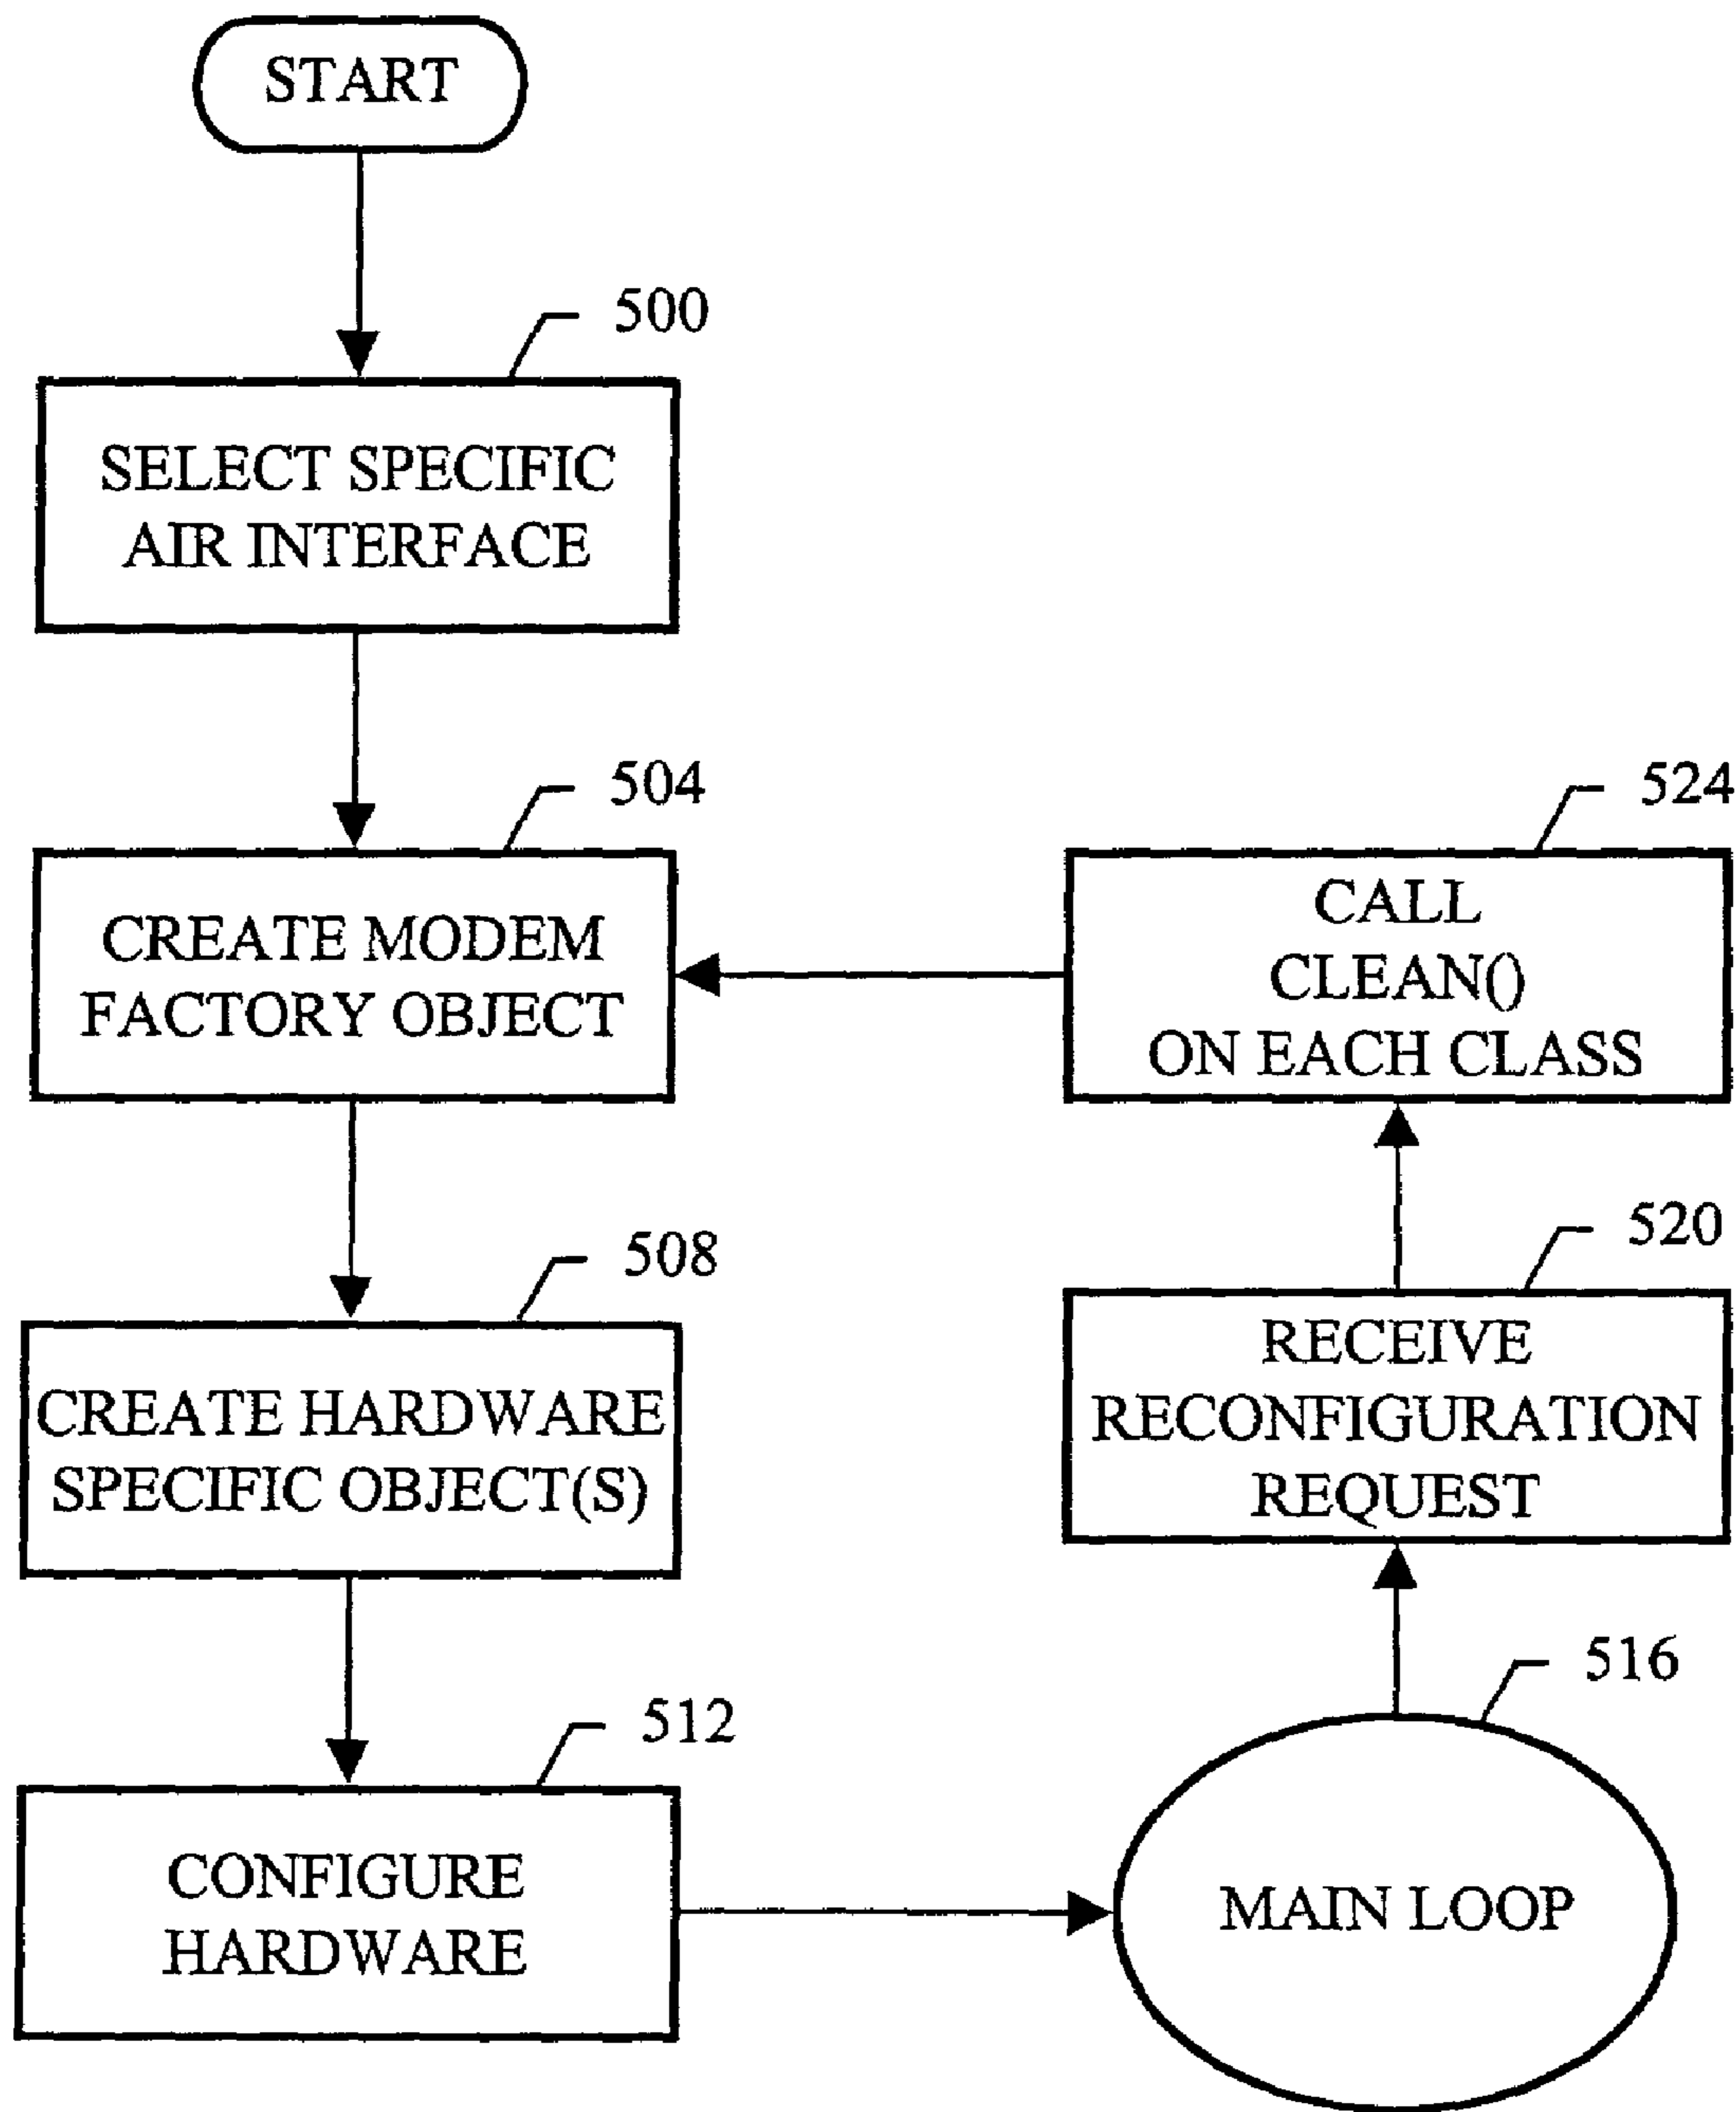 START
500
SELECT SPECIFIC
AIR INTERFACE
504
CREATE MODEM
FACTORY OBJECT
508
CREATE HARDWARE
SPECIFIC OBJECT(S)
512
CONFIGURE
HARDWARE
516
MAIN LOOP
520
RECEIVE
RECONFIGURATION
REQUEST
524
CALL
CLEAN()
ON EACH CLASS